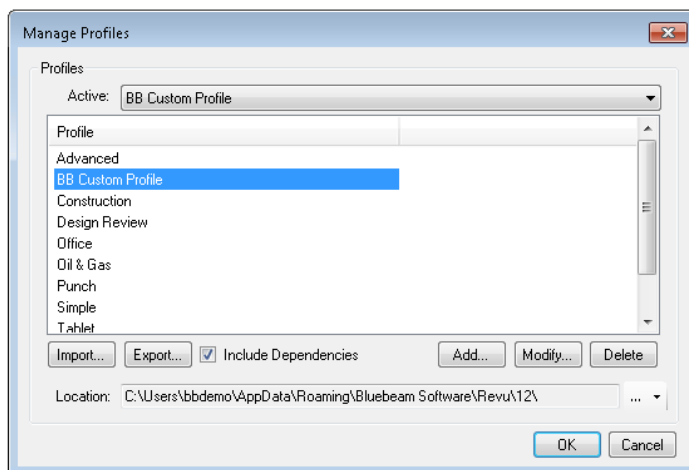 Manage Profiles
Profiles
Active: BB Custom Profile
Profile
Advanced
BB Custom Profile
Construction
Design Review
Office
Oil & Gas
Punch
Simple
Tablet
Import... Export... Include Dependencies Add... Modify... Delete
Location: C:\Users\bbdemo\AppData\Roaming\Bluebeam Software\Revu\12\ ...
OK Cancel